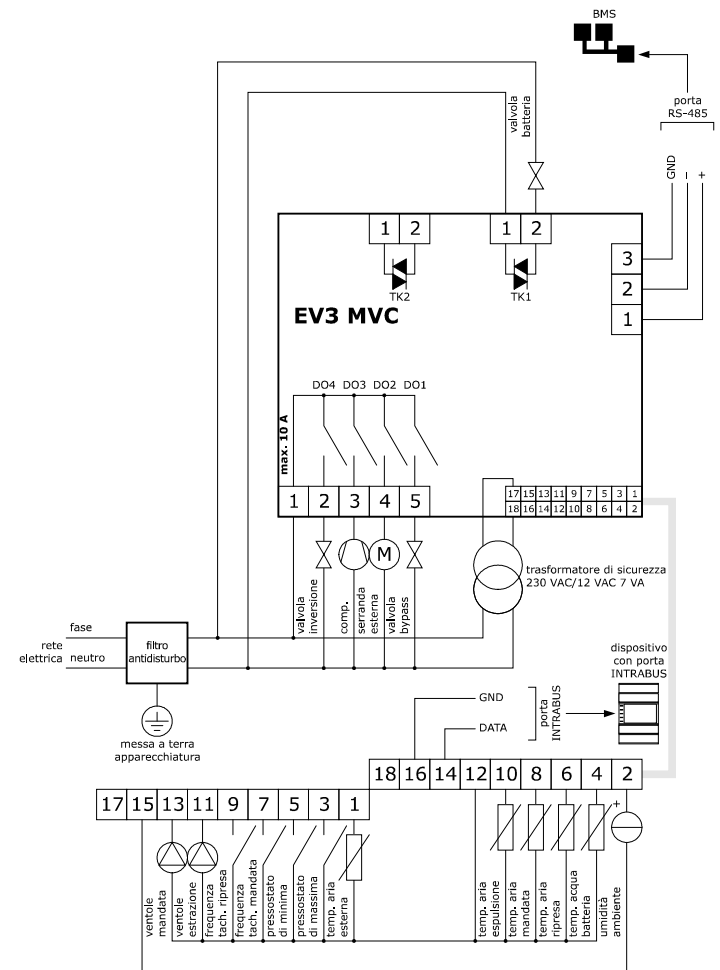 BMS
porta
RS-485
valvola
batteria
GND
–
+
1 2
1 2
3
2
1
TK2
TK1
EV3 MVC
DO4 DO3 DO2 DO1
max. 10 A
1 2 3 4 5
17 15 13 11 9 7 5 3 1
18 16 14 12 10 8 6 4 2
M
trasformatore di sicurezza
230 VAC/12 VAC 7 VA
valvola
inversione
comp.
serranda
esterna
valvola
bypass
fase
rete
elettrica
neutro
filtro
antidisturbo
messa a terra
apparecchiatura
dispositivo
con porta
INTRABUS
GND
DATA
porta
INTRABUS
18 16 14 12 10 8 6 4 2
17 15 13 11 9 7 5 3 1
+
ventole
mandata
ventole
estrazione
frequenza
tach. ripresa
frequenza
tach. mandata
pressostato
di minima
pressostato
di massima
temp. aria
esterna
temp. aria
espulsione
temp. aria
mandata
temp. aria
ripresa
temp. acqua
batteria
umidità
ambiente